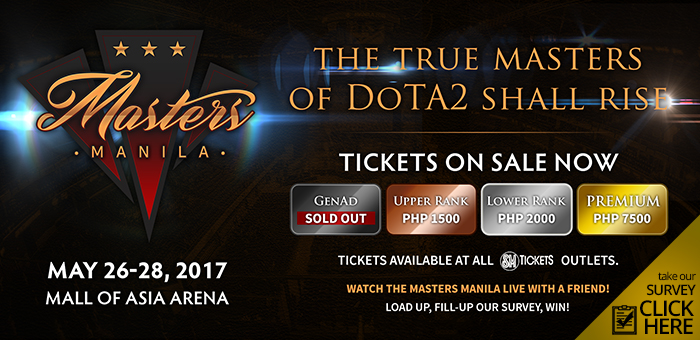 Masters
• MANILA •
MAY 26-28, 2017
MALL OF ASIA ARENA
THE TRUE MASTERS
OF DOTA2 SHALL RISE
TICKETS ON SALE NOW
GENAD
SOLD OUT
UPPER RANK
PHP 1500
LOWER RANK
PHP 2000
PREMIUM
PHP 7500
TICKETS AVAILABLE AT ALL SM TICKETS OUTLETS.
WATCH THE MASTERS MANILA LIVE WITH A FRIEND!
LOAD UP, FILL-UP OUR SURVEY, WIN!
take our
SURVEY
CLICK
HERE